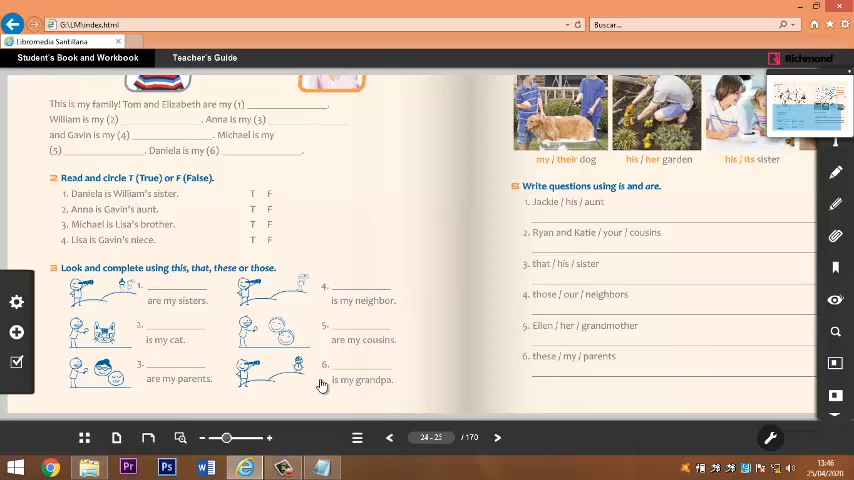 G:\LM\index.html
Buscar...
Libromedia Santillana
Student's Book and Workbook
Teacher's Guide
Richmond
This is my family! Tom and Elizabeth are my (1) ____________.
William is my (2) ____________. Anna is my (3) ____________
and Gavin is my (4) ____________. Michael is my
(5) ____________. Daniela is my (6) ____________.
2 Read and circle T (True) or F (False).
1. Daniela is William's sister. T F
2. Anna is Gavin's aunt. T F
3. Michael is Lisa's brother. T F
4. Lisa is Gavin's niece. T F
3 Look and complete using this, that, these or those.
1. ____________
are my sisters.
2. ____________
is my cat.
3. ____________
are my parents.
4. ____________
is my neighbor.
5. ____________
are my cousins.
6. ____________
is my grandpa.
my / their dog
his / her garden
his / its sister
6 Write questions using is and are.
1. Jackie / his / aunt
2. Ryan and Katie / your / cousins
3. that / his / sister
4. those / our / neighbors
5. Ellen / her / grandmother
6. these / my / parents
24 - 25 / 170
Pr
Ps
13:46
25/04/2020